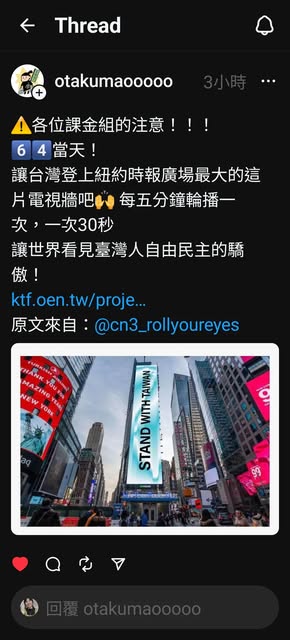 Thread
otakumaooooo
3小時
⚠️各位課金組的注意！！！
6️⃣4️⃣當天！
讓台灣登上紐約時報廣場最大的這
片電視牆吧🙌 每五分鐘輪播一
次，一次30秒
讓世界看見臺灣人自由民主的驕
傲！
ktf.oen.tw/proje…
原文來自：@cn3_rollyoureyes
STAND WITH TAIWAN
回覆 otakumaooooo